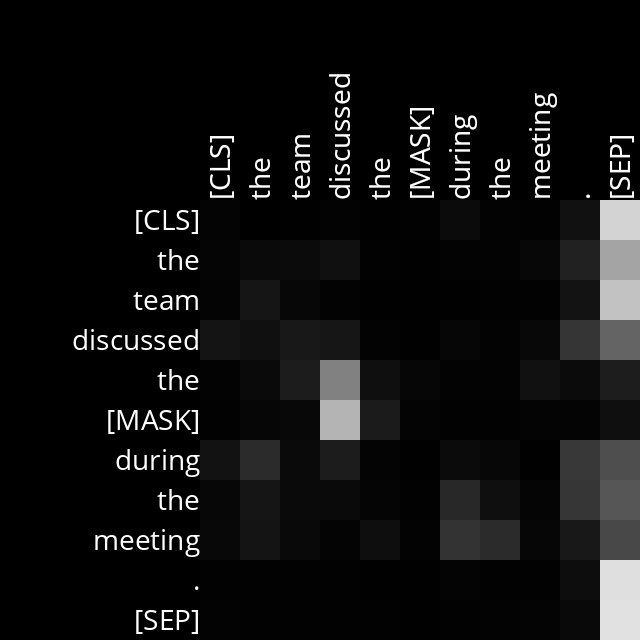 [CLS] the team discussed the [MASK] during the meeting . [SEP]
[CLS]
the
team
discussed
the
[MASK]
during
the
meeting
.
[SEP]